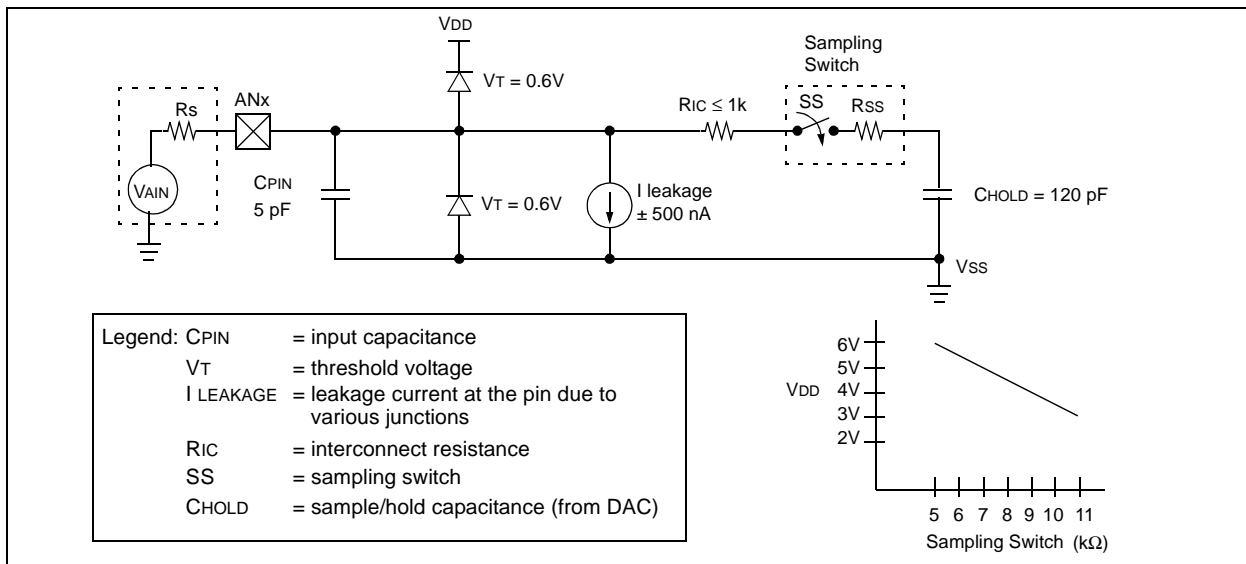 VDD
Sampling
Switch
VT = 0.6V
Rs
ANx
RIC ≤ 1k
SS
RSS
VAIN
CPIN
5 pF
VT = 0.6V
I leakage
± 500 nA
CHOLD = 120 pF
VSS
Legend: CPIN = input capacitance
VT = threshold voltage
I LEAKAGE = leakage current at the pin due to
various junctions
RIC = interconnect resistance
SS = sampling switch
CHOLD = sample/hold capacitance (from DAC)
6V
5V
VDD 4V
3V
2V
5 6 7 8 9 10 11
Sampling Switch (kΩ)